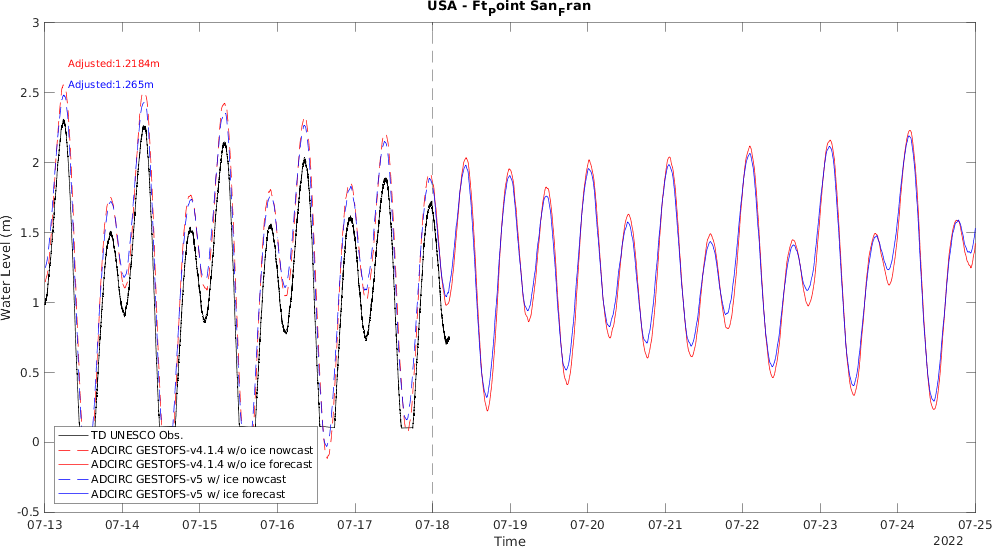 USA - FtPoint SanFran
Adjusted:1.2184m
Adjusted:1.265m
Water Level (m)
3
2.5
2
1.5
1
0.5
0
-0.5
TD UNESCO Obs.
ADCIRC GESTOFS-v4.1.4 w/o ice nowcast
ADCIRC GESTOFS-v4.1.4 w/o ice forecast
ADCIRC GESTOFS-v5 w/ ice nowcast
ADCIRC GESTOFS-v5 w/ ice forecast
07-13 07-14 07-15 07-16 07-17 07-18 07-19 07-20 07-21 07-22 07-23 07-24 07-25
Time
2022